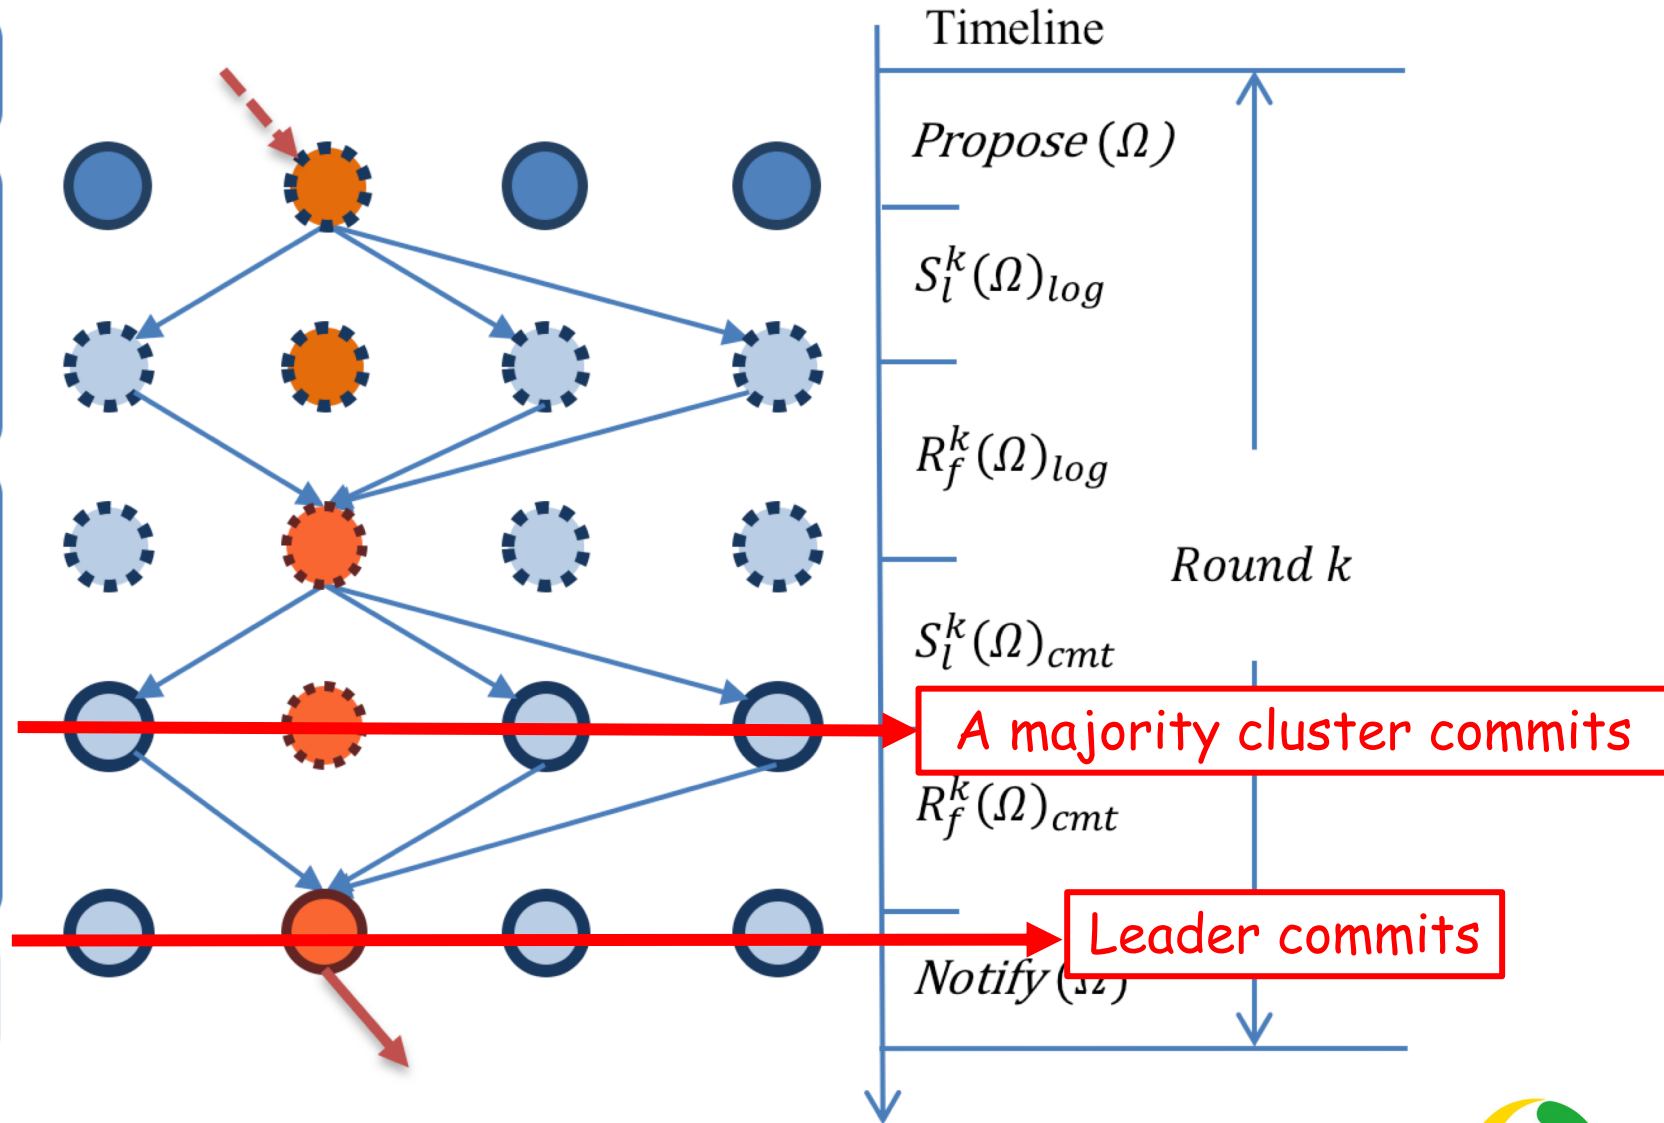 Timeline
Propose (Ω)
S_l^k(Ω)_log
R_f^k(Ω)_log
Round k
S_l^k(Ω)_cmt
A majority cluster commits
R_f^k(Ω)_cmt
Leader commits
Notify (Ω)